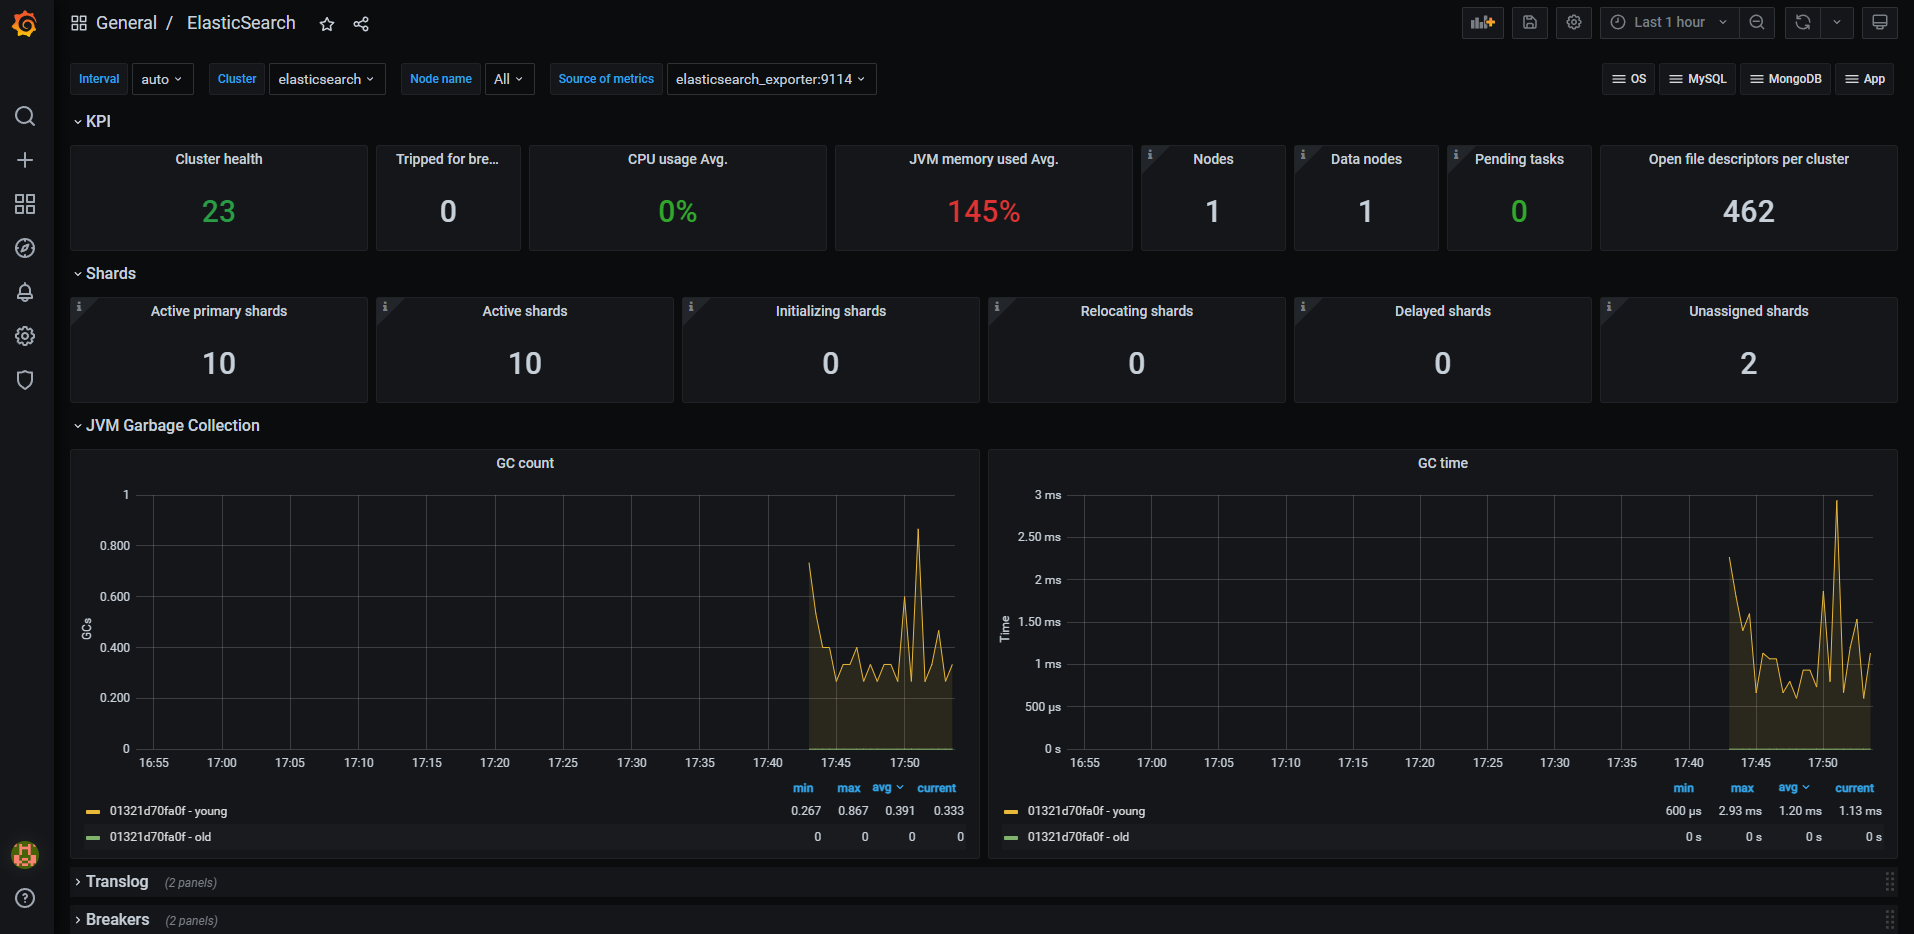 General / ElasticSearch
Last 1 hour
Interval auto Cluster elasticsearch Node name All Source of metrics elasticsearch_exporter:9114 OS MySQL MongoDB App
KPI
Cluster health Tripped for bre... CPU usage Avg. JVM memory used Avg. Nodes Data nodes Pending tasks Open file descriptors per cluster
23 0 0% 145% 1 1 0 462
Shards
Active primary shards Active shards Initializing shards Relocating shards Delayed shards Unassigned shards
10 10 0 0 0 2
JVM Garbage Collection
GC count
GCs
1
0.800
0.600
0.400
0.200
0
16:55 17:00 17:05 17:10 17:15 17:20 17:25 17:30 17:35 17:40 17:45 17:50
min max avg current
01321d70fa0f - young 0.267 0.867 0.391 0.333
01321d70fa0f - old 0 0 0 0
GC time
Time
3 ms
2.50 ms
2 ms
1.50 ms
1 ms
500 µs
0 s
16:55 17:00 17:05 17:10 17:15 17:20 17:25 17:30 17:35 17:40 17:45 17:50
min max avg current
01321d70fa0f - young 600 µs 2.93 ms 1.20 ms 1.13 ms
01321d70fa0f - old 0 s 0 s 0 s 0 s
Translog (2 panels)
Breakers (2 panels)